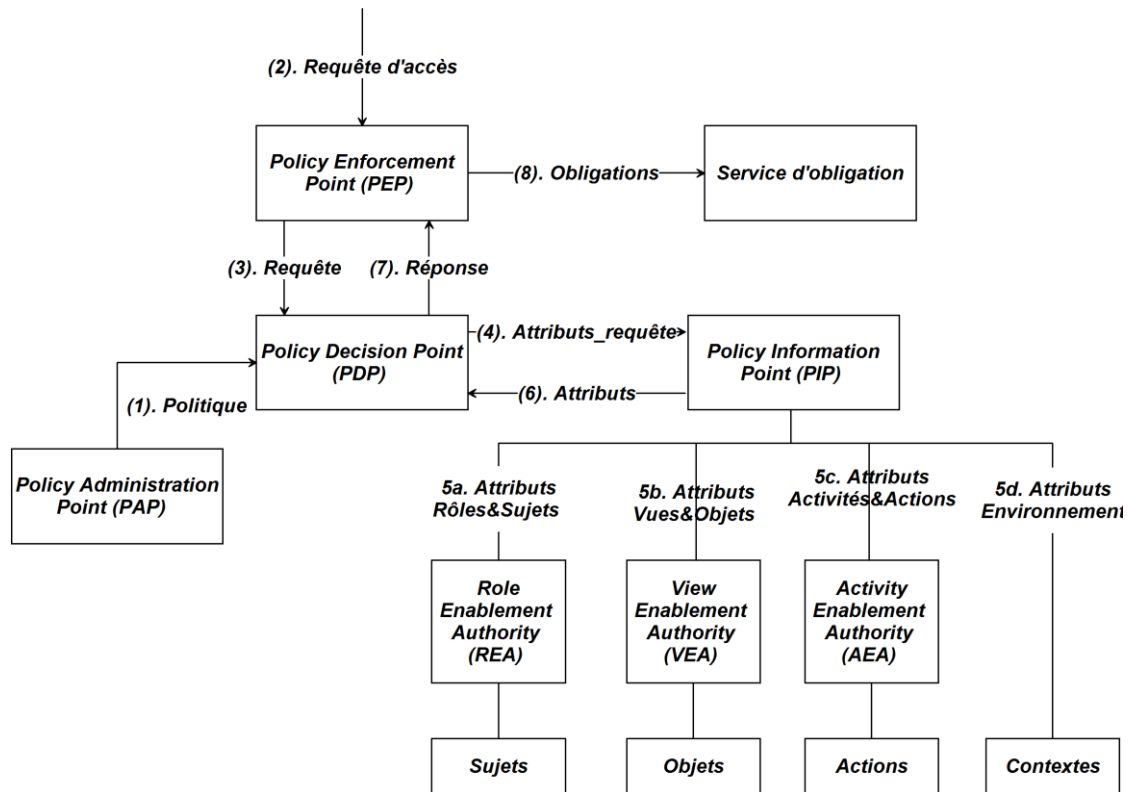 (2). Requête d'accès
Policy Enforcement
Point (PEP)
(8). Obligations
Service d'obligation
(3). Requête
(7). Réponse
Policy Decision Point
(PDP)
(4). Attributs_requête
Policy Information
Point (PIP)
(6). Attributs
(1). Politique
Policy Administration
Point (PAP)
5a. Attributs
Rôles&Sujets
5b. Attributs
Vues&Objets
5c. Attributs
Activités&Actions
5d. Attributs
Environnement
Role
Enablement
Authority
(REA)
View
Enablement
Authority
(VEA)
Activity
Enablement
Authority
(AEA)
Sujets
Objets
Actions
Contextes